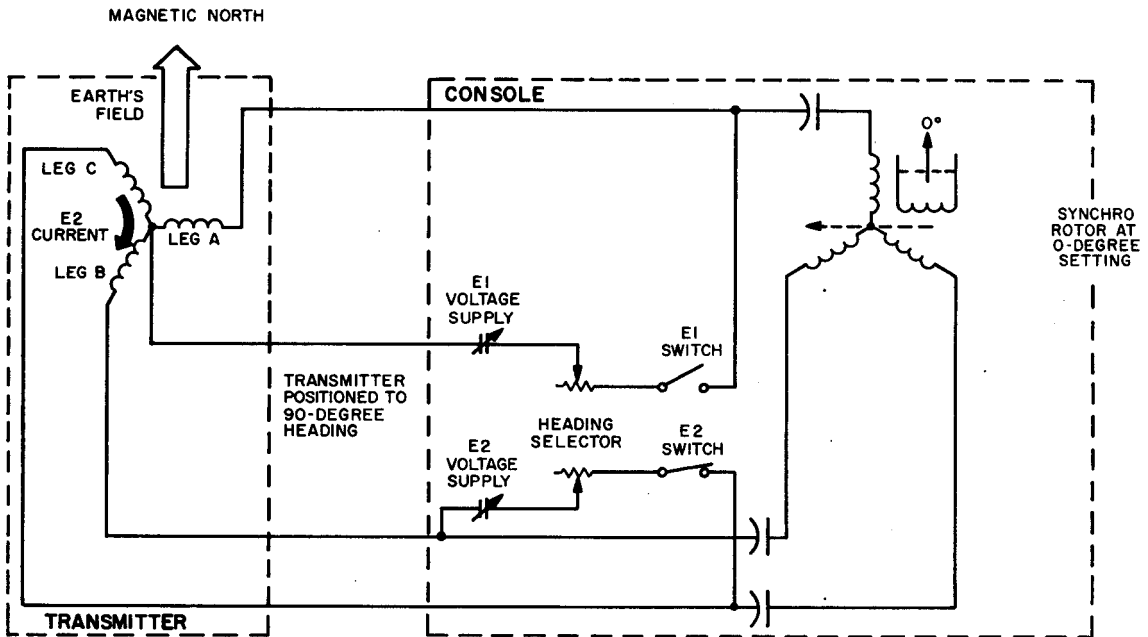 MAGNETIC NORTH
EARTH'S
FIELD
CONSOLE
0°
LEG C
E2
CURRENT
LEG A
LEG B
SYNCHRO
ROTOR AT
0-DEGREE
SETTING
E1
VOLTAGE
SUPPLY
E1
SWITCH
TRANSMITTER
POSITIONED TO
90-DEGREE
HEADING
HEADING
SELECTOR
E2
VOLTAGE
SUPPLY
E2
SWITCH
TRANSMITTER